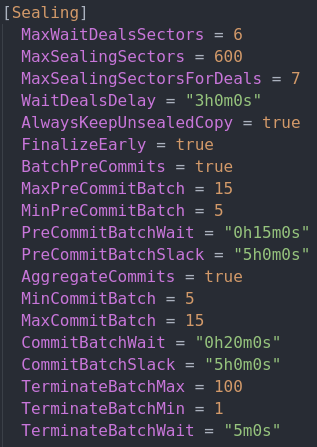 [Sealing]
MaxWaitDealsSectors = 6
MaxSealingSectors = 600
MaxSealingSectorsForDeals = 7
WaitDealsDelay = "3h0m0s"
AlwaysKeepUnsealedCopy = true
FinalizeEarly = true
BatchPreCommits = true
MaxPreCommitBatch = 15
MinPreCommitBatch = 5
PreCommitBatchWait = "0h15m0s"
PreCommitBatchSlack = "5h0m0s"
AggregateCommits = true
MinCommitBatch = 5
MaxCommitBatch = 15
CommitBatchWait = "0h20m0s"
CommitBatchSlack = "5h0m0s"
TerminateBatchMax = 100
TerminateBatchMin = 1
TerminateBatchWait = "5m0s"